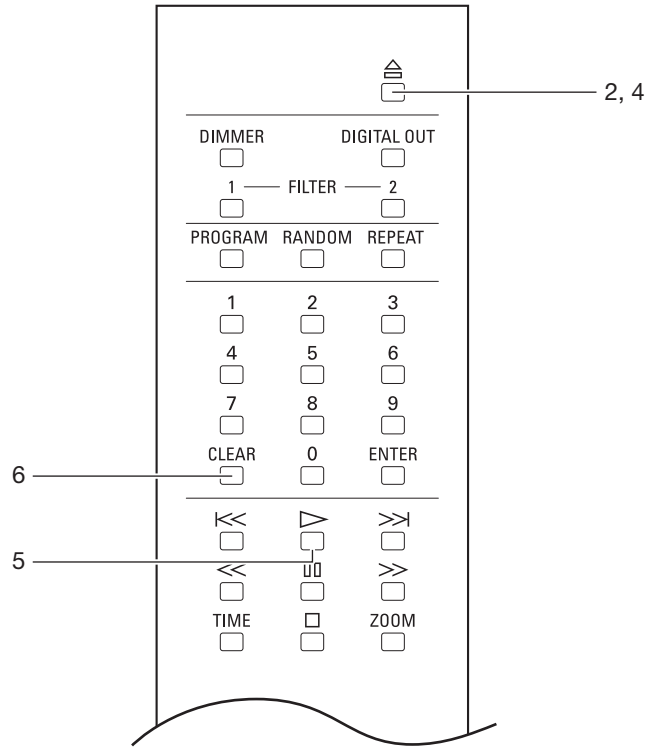 2, 4
DIMMER DIGITAL OUT
1 FILTER 2
PROGRAM RANDOM REPEAT
1 2 3
4 5 6
7 8 9
CLEAR 0 ENTER
6
5
TIME ZOOM